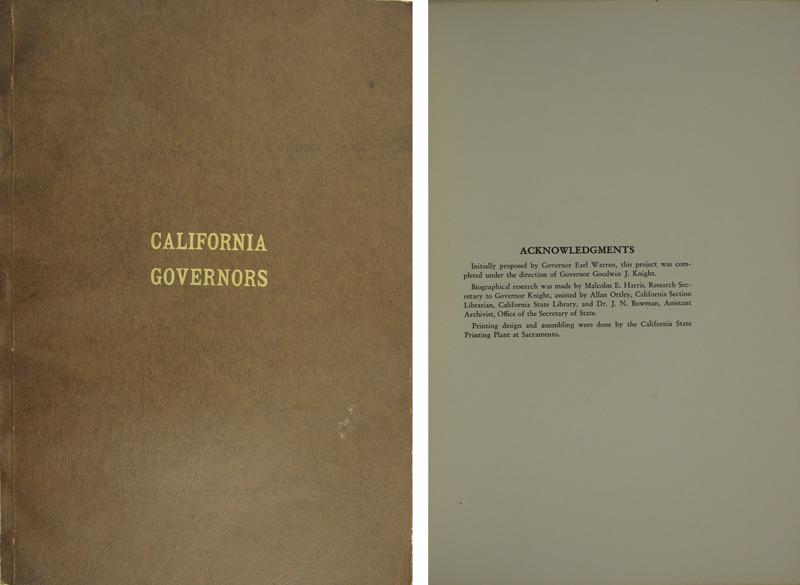 CALIFORNIA
GOVERNORS
ACKNOWLEDGMENTS
Initially proposed by Governor Earl Warren, this project was com-
pleted under the direction of Governor Goodwin J. Knight.
Biographical research was made by Malcolm E. Harris, Research Sec-
retary to Governor Knight, assisted by Allan Ottley, California Section
Librarian, California State Library, and Dr. J. N. Bowman, Assistant
Archivist, Office of the Secretary of State.
Printing design and assembling were done by the California State
Printing Plant at Sacramento.